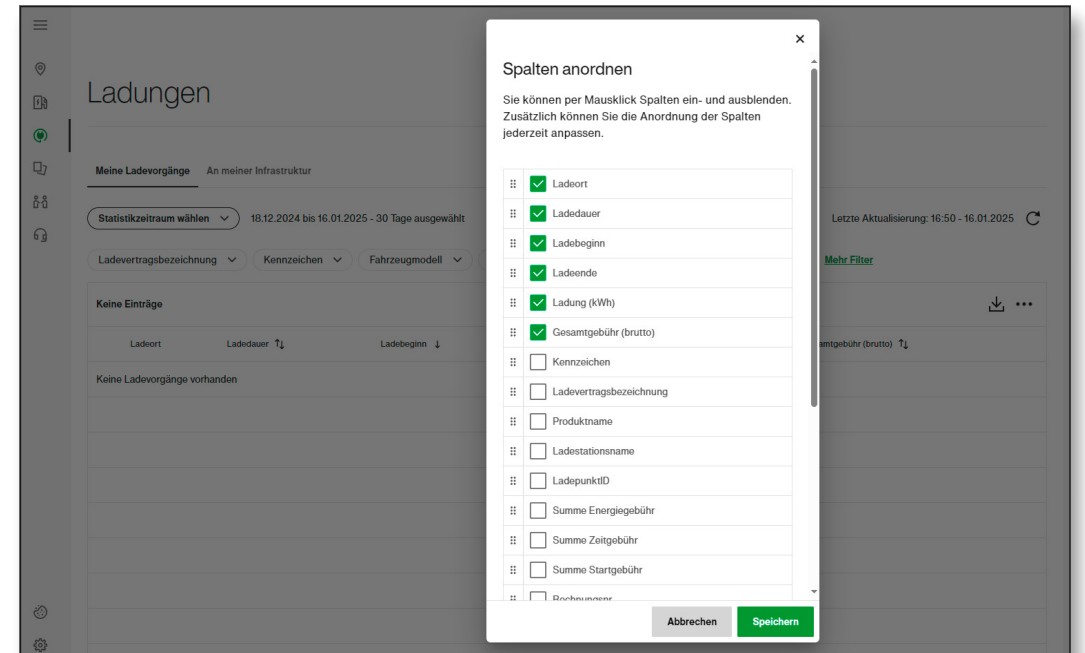 Ladungen
Meine Ladevorgänge An meiner Infrastruktur
Statistikzeitraum wählen 18.12.2024 bis 16.01.2025 - 30 Tage ausgewählt
Letzte Aktualisierung: 16:50 - 16.01.2025
Ladevertragsbezeichnung Kennzeichen Fahrzeugmodell
Mehr Filter
Keine Einträge
Ladeort Ladedauer Ladebeginn
amtgebühr (brutto)
Keine Ladevorgänge vorhanden
Spalten anordnen
Sie können per Mausklick Spalten ein- und ausblenden.
Zusätzlich können Sie die Anordnung der Spalten
jederzeit anpassen.
Ladeort
Ladedauer
Ladebeginn
Ladeende
Ladung (kWh)
Gesamtgebühr (brutto)
Kennzeichen
Ladevertragsbezeichnung
Produktname
Ladestationsname
LadepunktID
Summe Energiegebühr
Summe Zeitgebühr
Summe Startgebühr
Rechnungsnr
Abbrechen Speichern